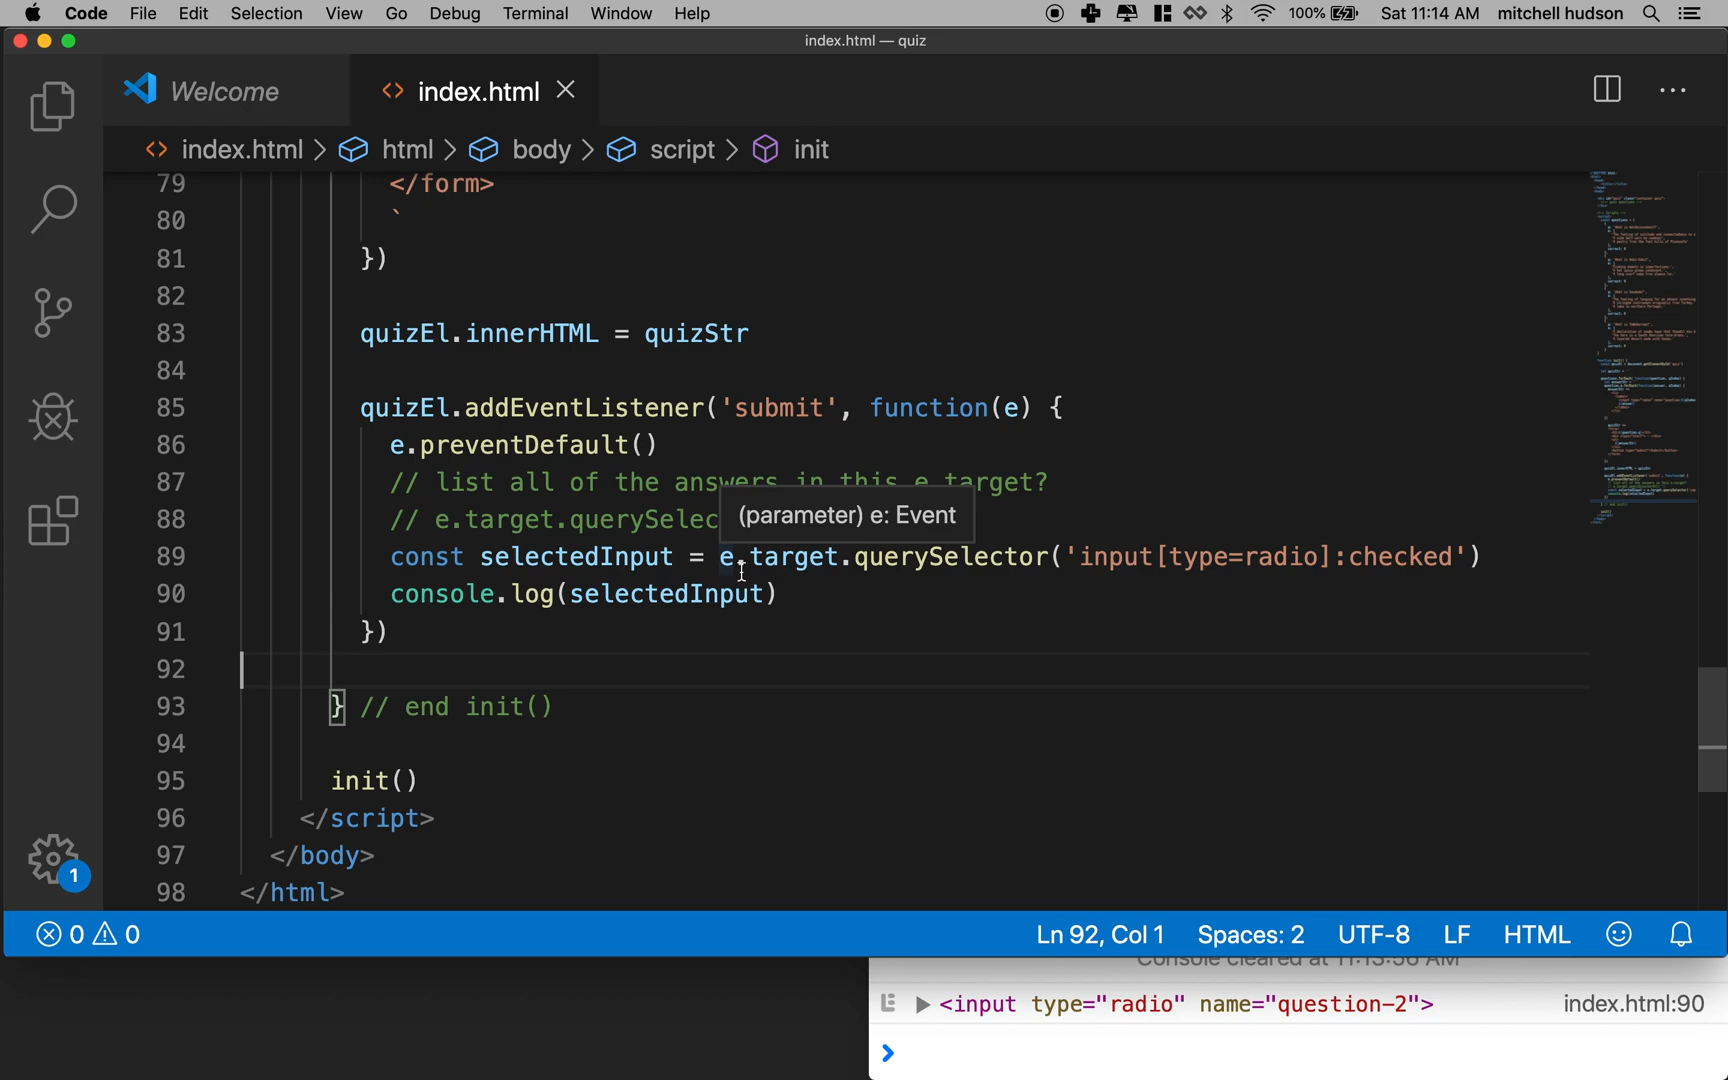 Code File Edit Selection View Go Debug Terminal Window Help 100% Sat 11:14 AM mitchell hudson
index.html — quiz
Welcome index.html
index.html > html > body > script > init
79 </form>
80 `
81 })
82
83 quizEl.innerHTML = quizStr
84
85 quizEl.addEventListener('submit', function(e) {
86 e.preventDefault()
87 // list all of the answers in this e.target?
88 // e.target.querySelec
(parameter) e: Event
89 const selectedInput = e.target.querySelector('input[type=radio]:checked')
90 console.log(selectedInput)
91 })
92
93 } // end init()
94
95 init()
96 </script>
97 </body>
98 </html>
1
0 0 Ln 92, Col 1 Spaces: 2 UTF-8 LF HTML
Console cleared at 11:13:56 AM
<input type="radio" name="question-2"> index.html:90